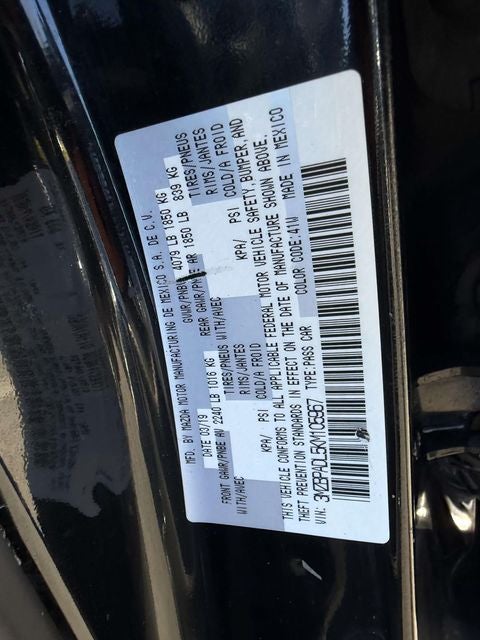 MFD. BY MAZDA MOTOR MANUFACTURING DE MEXICO S.A. DE C.V.
DATE 03/19 GVWR/PNBV 4079 LB 1850 KG
FRONT GAWR/PNBE AV 2240 LB 1016 KG REAR GAWR/PNBE AR 1850 LB 839 KG
WITH/AVEC TIRES/PNEUS WITH/AVEC TIRES/PNEUS
RIMS/JANTES RIMS/JANTES
KPA/ PSI COLD/A FROID KPA/ PSI COLD/A FROID
THIS VEHICLE CONFORMS TO ALL APPLICABLE FEDERAL MOTOR VEHICLE SAFETY, BUMPER, AND
THEFT PREVENTION STANDARDS IN EFFECT ON THE DATE OF MANUFACTURE SHOWN ABOVE.
VIN: 3MZBPADL5KM105967 TYPE:PASS CAR COLOR CODE:41W MADE IN MEXICO